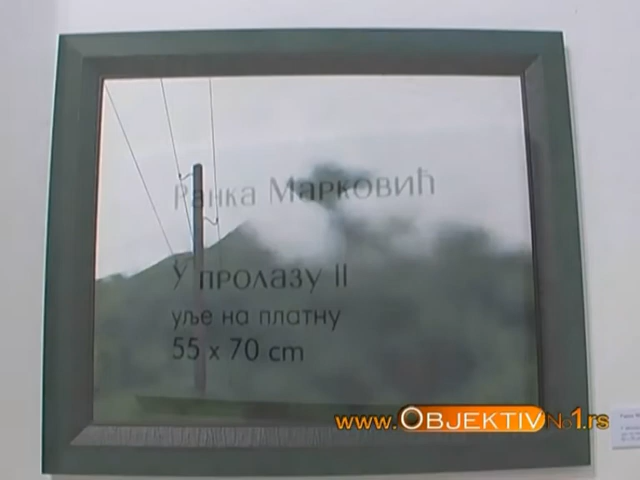 Ранка Марковић
У пролазу II
уље на платну
55 x 70 cm
www.OBJEKTIVNo1.rs